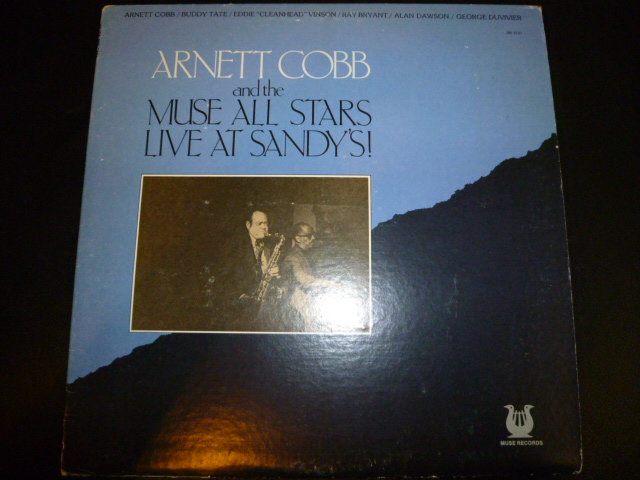 ARNETT COBB / BUDDY TATE / EDDIE "CLEANHEAD" VINSON / RAY BRYANT / ALAN DAWSON / GEORGE DUVIVIER
ARNETT COBB
and the
MUSE ALL STARS
LIVE AT SANDY'S!
MUSE RECORDS